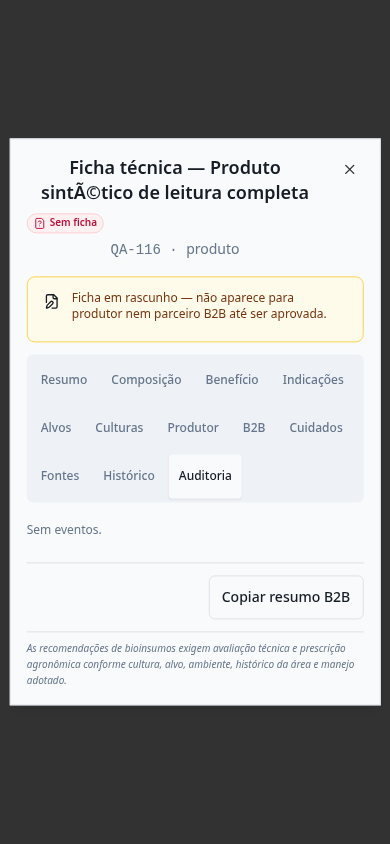 Ficha técnica — Produto
sintÃ©tico de leitura completa
Sem ficha
QA-116 · produto
Ficha em rascunho — não aparece para
produtor nem parceiro B2B até ser aprovada.
Resumo Composição Benefício Indicações
Alvos Culturas Produtor B2B Cuidados
Fontes Histórico Auditoria
Sem eventos.
Copiar resumo B2B
As recomendações de bioinsumos exigem avaliação técnica e prescrição
agronômica conforme cultura, alvo, ambiente, histórico da área e manejo
adotado.